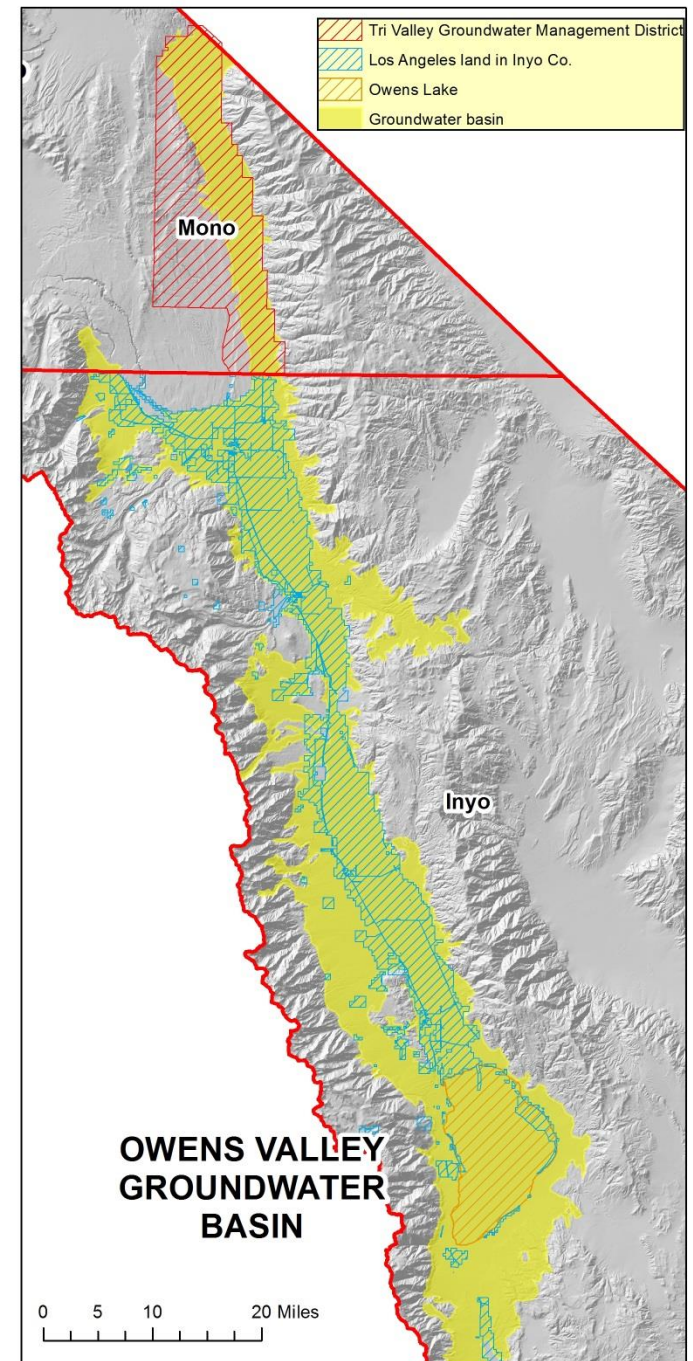 Tri Valley Groundwater Management District
Los Angeles land in Inyo Co.
Owens Lake
Groundwater basin
Mono
Inyo
OWENS VALLEY
GROUNDWATER
BASIN
0 5 10 20 Miles